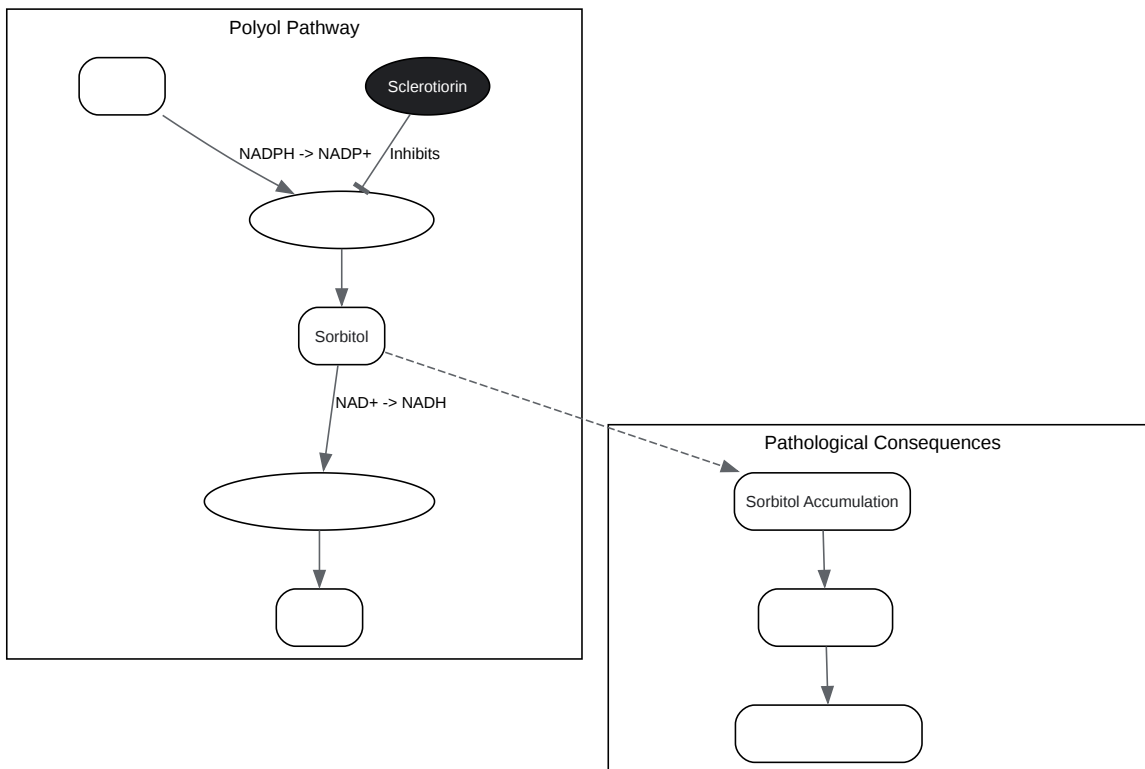 Polyol Pathway
Sclerotiorin
NADPH -> NADP+
Inhibits
Sorbitol
NAD+ -> NADH
Pathological Consequences
Sorbitol Accumulation